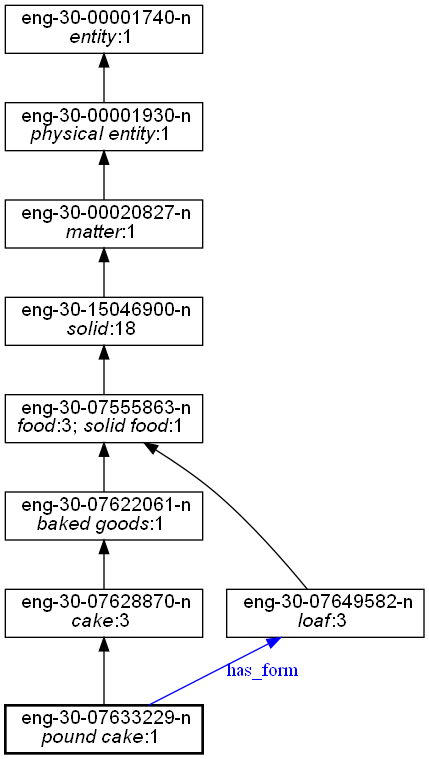 eng-30-00001740-n
entity:1
eng-30-00001930-n
physical entity:1
eng-30-00020827-n
matter:1
eng-30-15046900-n
solid:18
eng-30-07555863-n
food:3; solid food:1
eng-30-07622061-n
baked goods:1
eng-30-07628870-n
cake:3
eng-30-07649582-n
loaf:3
has_form
eng-30-07633229-n
pound cake:1